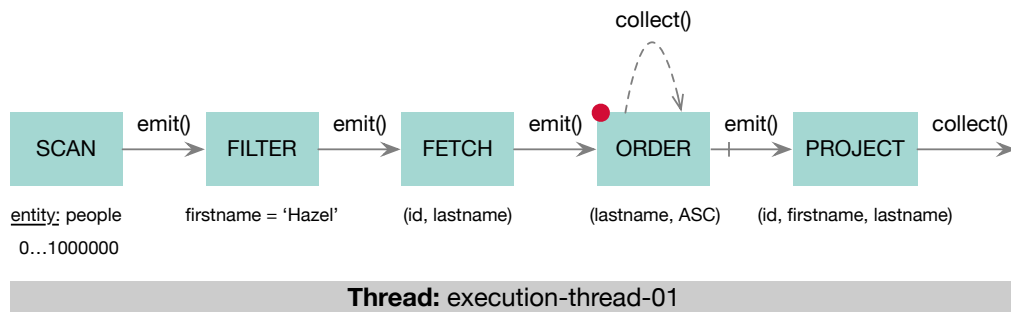 collect()
emit()
emit()
emit()
emit()
collect()
SCAN
FILTER
FETCH
ORDER
PROJECT
entity: people
0…1000000
firstname = ‘Hazel’
(id, lastname)
(lastname, ASC)
(id, firstname, lastname)
Thread: execution-thread-01